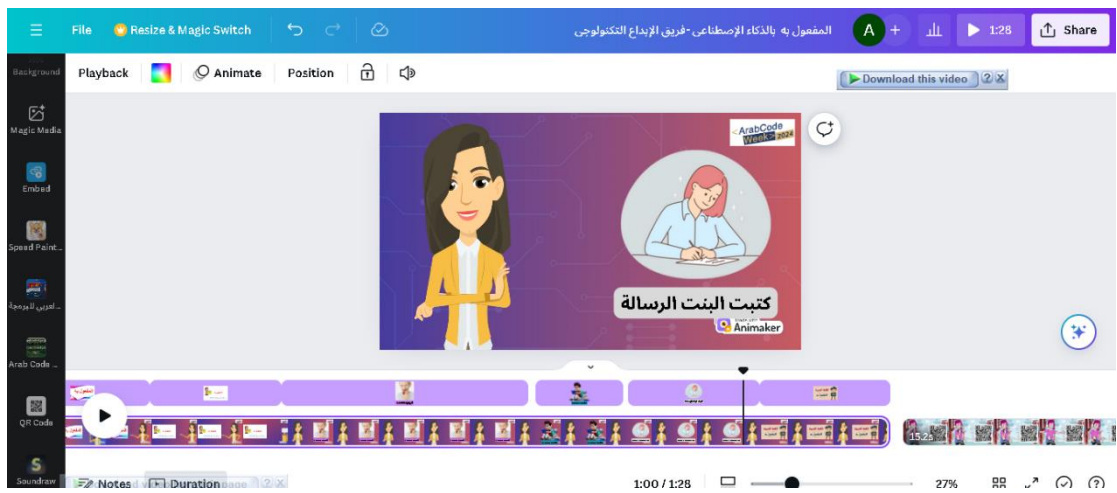 File
Resize & Magic Switch
المفعول به بالذكاء الإصطناعى -فريق الإبداع التكنولوجى
A
+
1:28
Share
Background
Playback
Animate
Position
Download this video
? X
Magic Media
Embed
Speed Paint...
Arab Code ...
QR Code
Soundraw
<ArabCode
Week> 2024
كتبت البنت الرسالة
Animaker
15.2s
Notes
Duration
1:00 / 1:28
27%